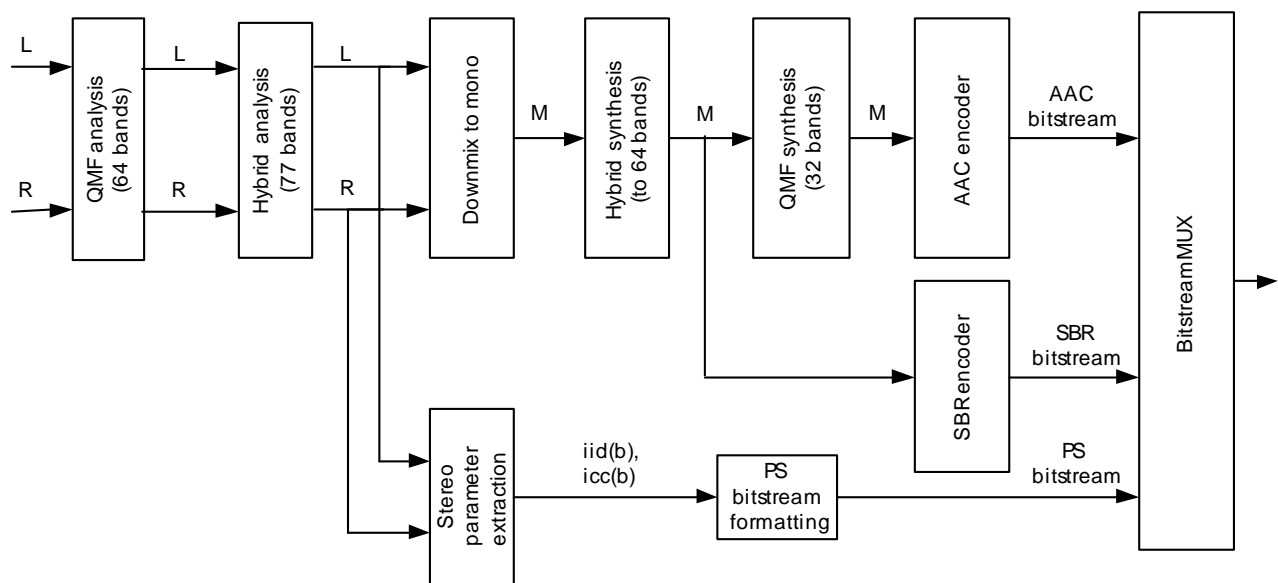 L
R
QMF analysis
(64 bands)
L
R
Hybrid analysis
(77 bands)
L
R
Downmix to mono
M
Hybrid synthesis
(to 64 bands)
M
QMF synthesis
(32 bands)
M
AAC encoder
AAC
bitstream
SBR encoder
SBR
bitstream
Stereo
parameter
extraction
iid(b),
icc(b)
PS
bitstream
formatting
PS
bitstream
Bitstream MUX